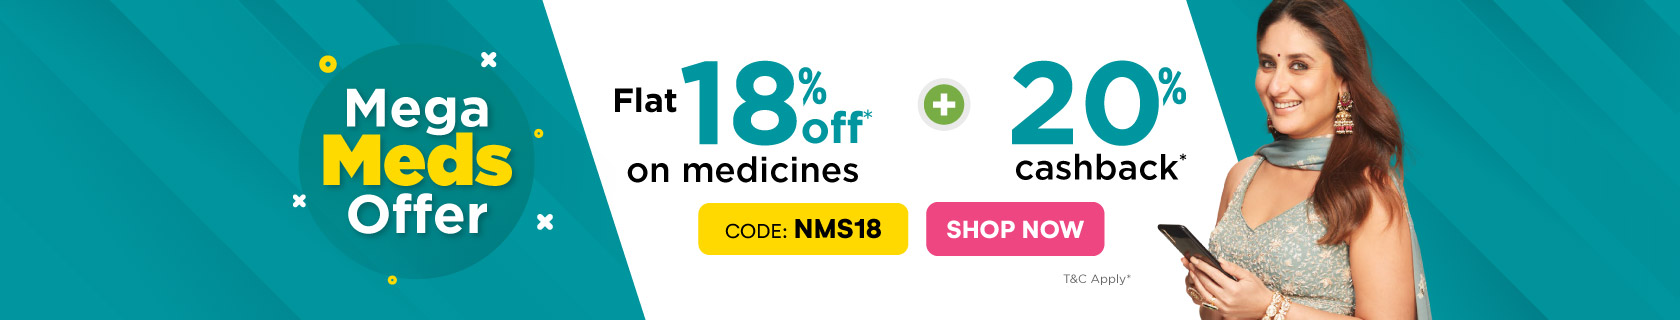 Mega
Meds
Offer
Flat 18% off*
on medicines
+
20%
cashback*
CODE: NMS18
SHOP NOW
T&C Apply*